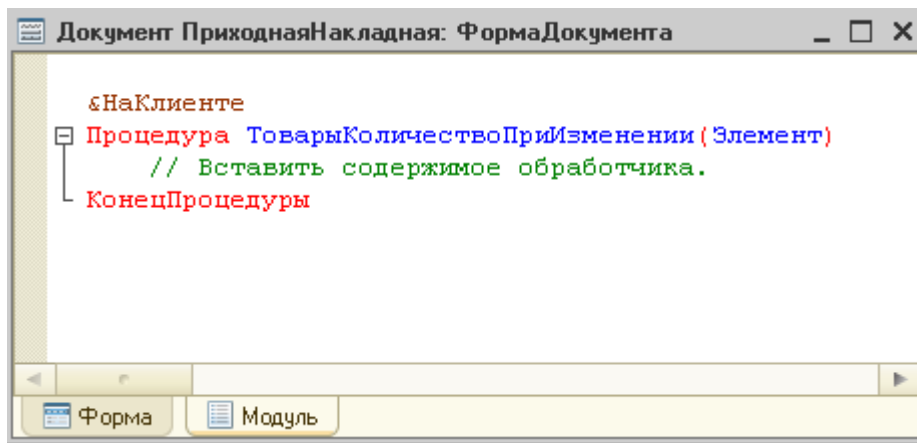 Документ ПриходнаяНакладная: ФормаДокумента
&НаКлиенте
Процедура ТоварыКоличествоПриИзменении(Элемент)
// Вставить содержимое обработчика.
КонецПроцедуры
Форма Модуль